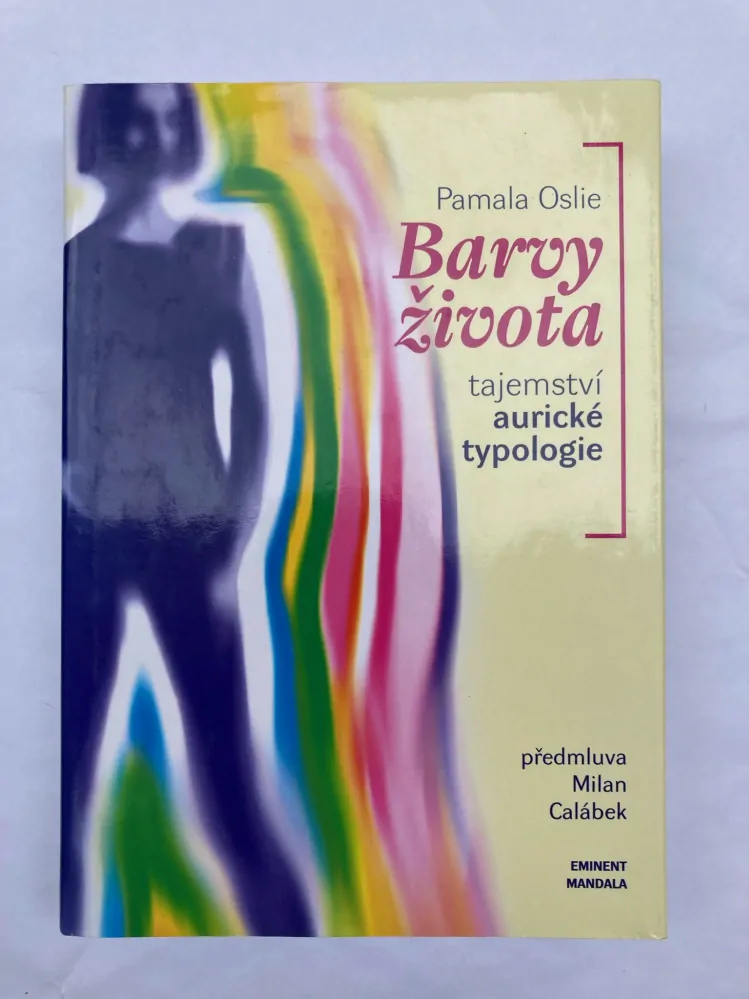 Pamala Oslie
Barvy
života
tajemství
aurické
typologie
předmluva
Milan
Calábek
EMINENT
MANDALA